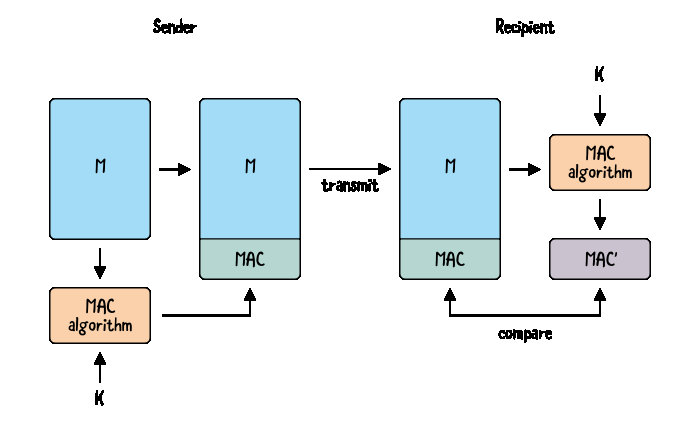 Sender
Recipient
K
M
M
transmit
M
MAC
algorithm
MAC
MAC
MAC'
MAC
algorithm
compare
K